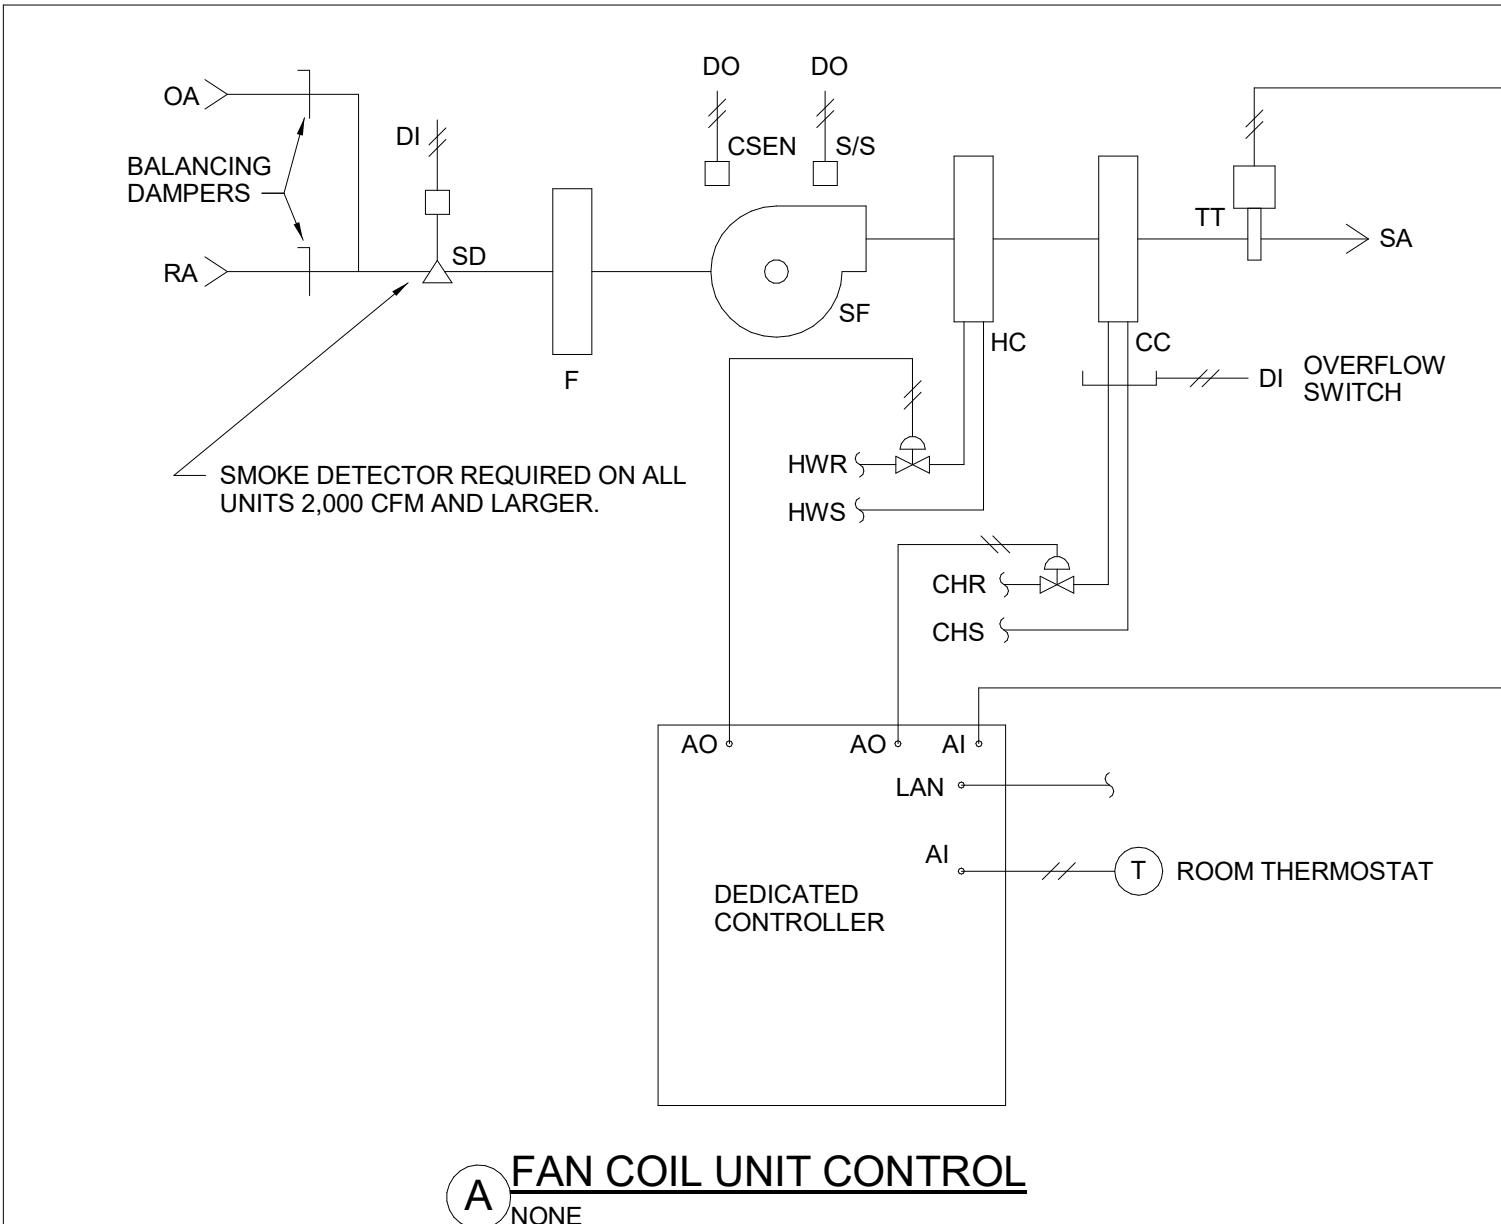 DO
DO
OA
DI
CSEN
S/S
BALANCING
DAMPERS
TT
SA
RA
SD
SF
HC
CC
F
DI
OVERFLOW
SWITCH
HWR
SMOKE DETECTOR REQUIRED ON ALL
UNITS 2,000 CFM AND LARGER.
HWS
CHR
CHS
AO
AO
AI
LAN
AI
T
ROOM THERMOSTAT
DEDICATED
CONTROLLER
A
FAN COIL UNIT CONTROL
NONE